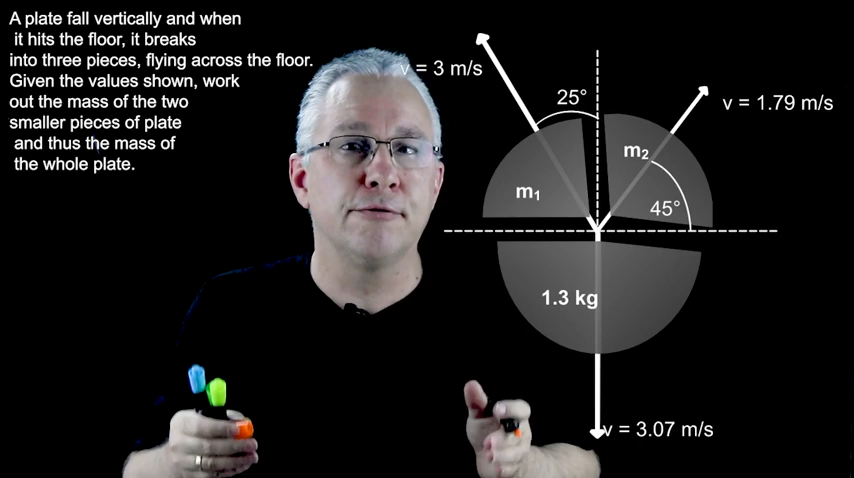 A plate fall vertically and when
it hits the floor, it breaks
into three pieces, flying across the floor.
Given the values shown, work
out the mass of the two
smaller pieces of plate
and thus the mass of
the whole plate.
v = 3 m/s
25°
v = 1.79 m/s
m₂
m₁
45°
1.3 kg
v = 3.07 m/s